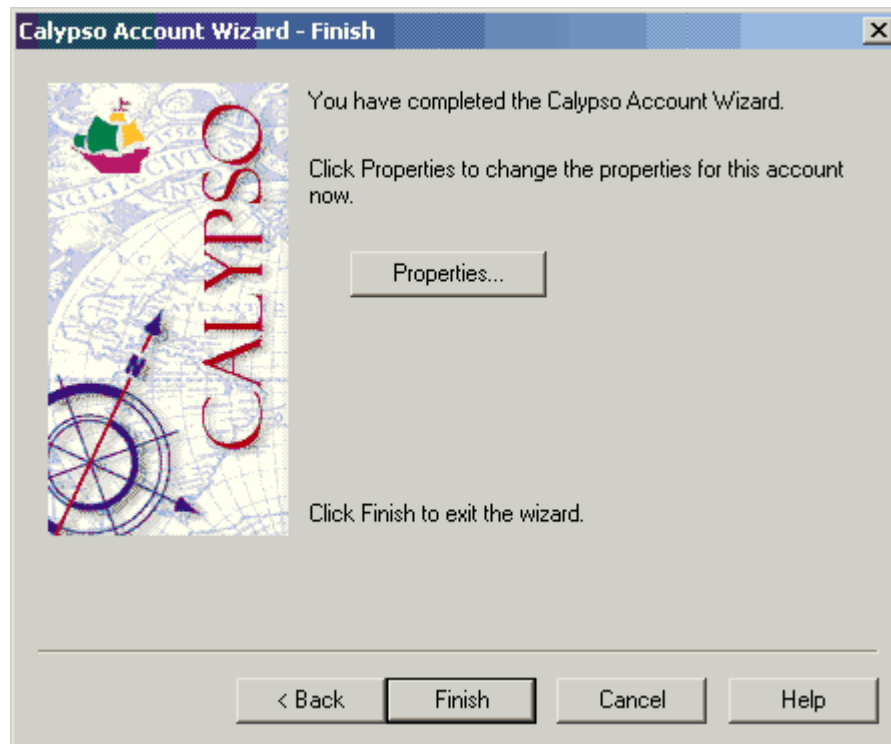 Calypso Account Wizard - Finish
You have completed the Calypso Account Wizard.
Click Properties to change the properties for this account
now.
Properties...
CALYPSO
N
Click Finish to exit the wizard.
< Back
Finish
Cancel
Help